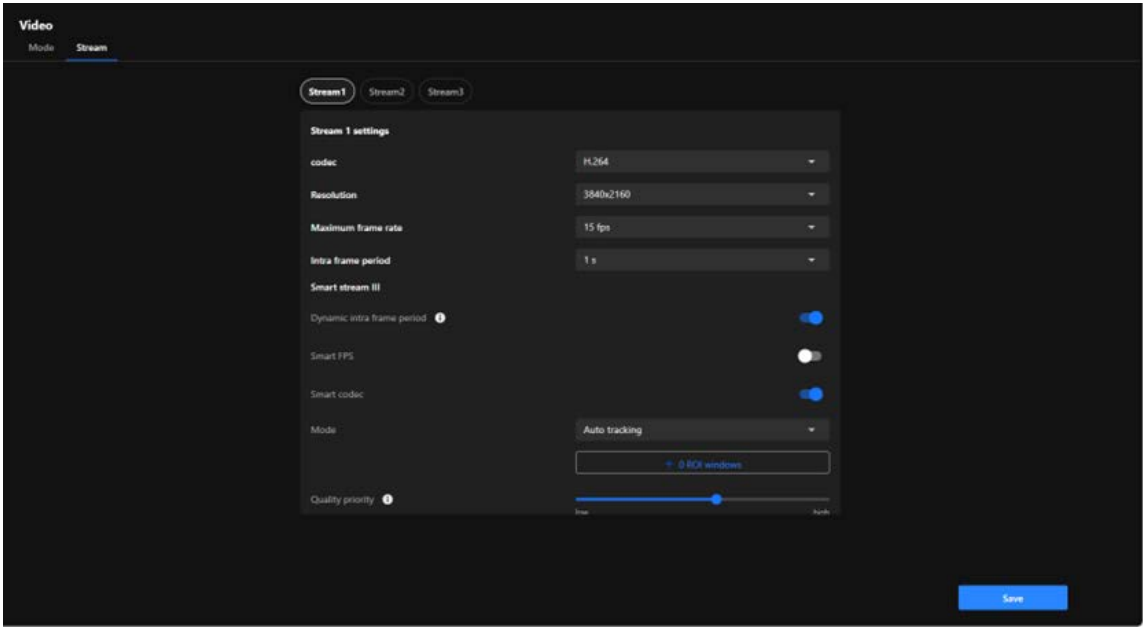 Video
Mode Stream
Stream1 Stream2 Stream3
Stream 1 settings
codec H.264
Resolution 3840x2160
Maximum frame rate 15 fps
Intra frame period 1 s
Smart stream III
Dynamic intra frame period
Smart FPS
Smart codec
Mode Auto tracking
+ 0 ROI windows
Quality priority
low high
Save